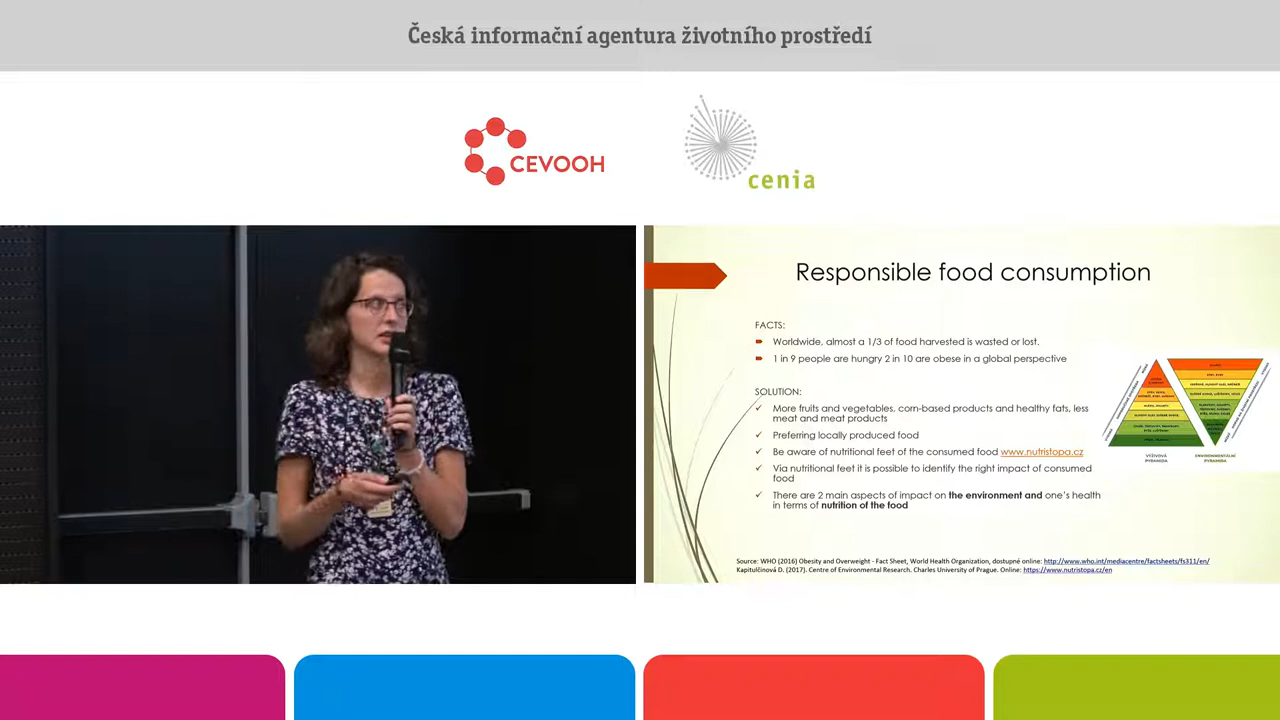 Česká informační agentura životního prostředí
CEVOOH
cenia
Responsible food consumption
FACTS:
Worldwide, almost a 1/3 of food harvested is wasted or lost.
1 in 9 people are hungry 2 in 10 are obese in a global perspective
SOLUTION:
More fruits and vegetables, corn-based products and healthy fats, less
meat and meat products
Preferring locally produced food
Be aware of nutritional feet of the consumed food www.nutristopa.cz
Via nutritional feet it is possible to identify the right impact of consumed
food
There are 2 main aspects of impact on the environment and one's health
in terms of nutrition of the food
VÝŽIVOVÁ
PYRAMIDA
ENVIRONMENTÁLNÍ
PYRAMIDA
Source: WHO (2016) Obesity and Overweight - Fact Sheet, World Health Organization, dostupné online: http://www.who.int/mediacentre/factsheets/fs311/en/
Kapitulčinová D. (2017). Centre of Environmental Research. Charles University of Prague. Online: https://www.nutristopa.cz/en